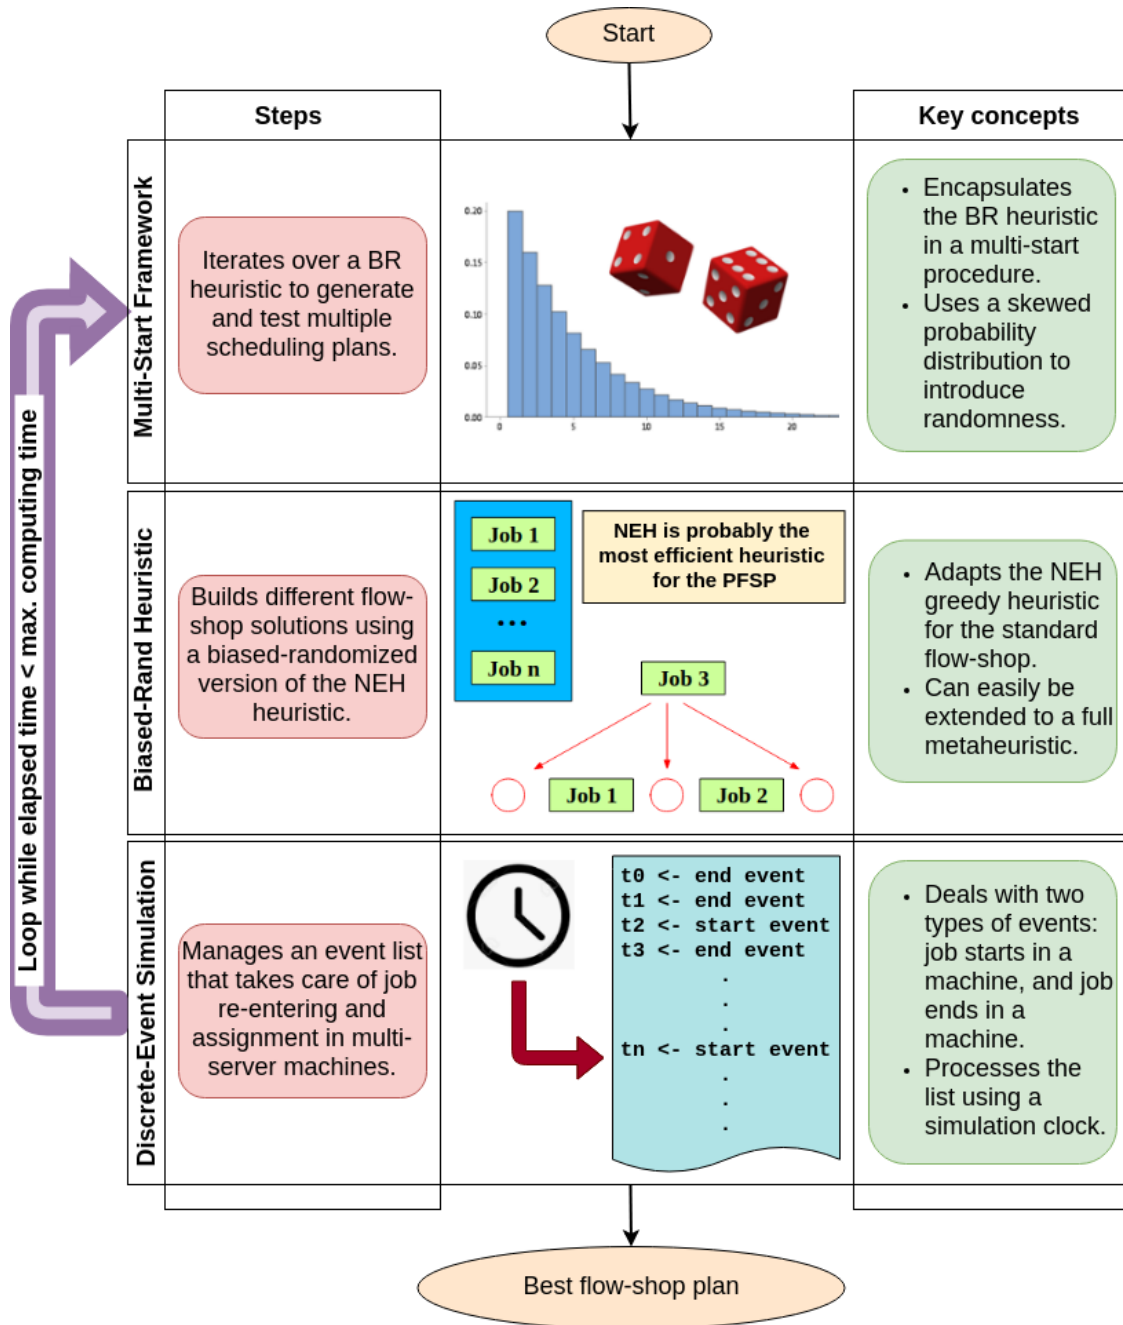 Start
Steps
Key concepts
Multi-Start Framework
Iterates over a BR
heuristic to generate
and test multiple
scheduling plans.
0.20
0.15
0.10
0.05
0.00
0
5
10
15
20
• Encapsulates
the BR heuristic
in a multi-start
procedure.
• Uses a skewed
probability
distribution to
introduce
randomness.
Loop while elapsed time < max. computing time
Biased-Rand Heuristic
Builds different flow-
shop solutions using
a biased-randomized
version of the NEH
heuristic.
Job 1
Job 2
...
Job n
NEH is probably the
most efficient heuristic
for the PFSP
Job 3
Job 1
Job 2
• Adapts the NEH
greedy heuristic
for the standard
flow-shop.
• Can easily be
extended to a full
metaheuristic.
Discrete-Event Simulation
Manages an event list
that takes care of job
re-entering and
assignment in multi-
server machines.
t0 <- end event
t1 <- end event
t2 <- start event
t3 <- end event
.
.
.
tn <- start event
.
.
.
• Deals with two
types of events:
job starts in a
machine, and job
ends in a
machine.
• Processes the
list using a
simulation clock.
Best flow-shop plan